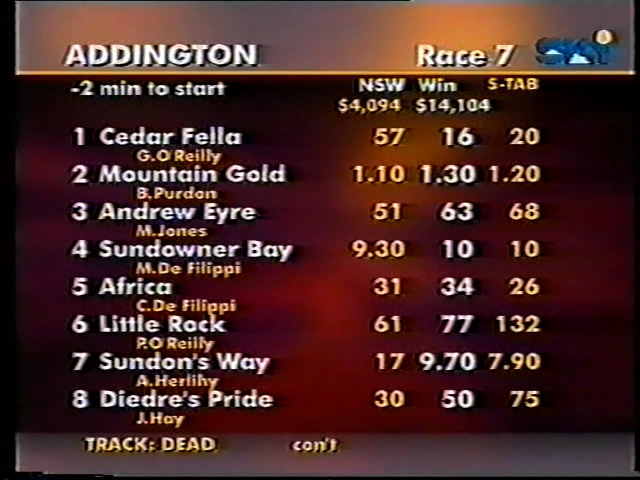 ADDINGTON Race 7 SKY
-2 min to start NSW Win S-TAB
$4,094 $14,104
1 Cedar Fella 57 16 20
G.O'Reilly
2 Mountain Gold 1.10 1.30 1.20
B.Purdon
3 Andrew Eyre 51 63 68
M.Jones
4 Sundowner Bay 9.30 10 10
M.De Filippi
5 Africa 31 34 26
C.De Filippi
6 Little Rock 61 77 132
P.O'Reilly
7 Sundon's Way 17 9.70 7.90
A.Herlihy
8 Diedre's Pride 30 50 75
J.Hay
TRACK: DEAD con't